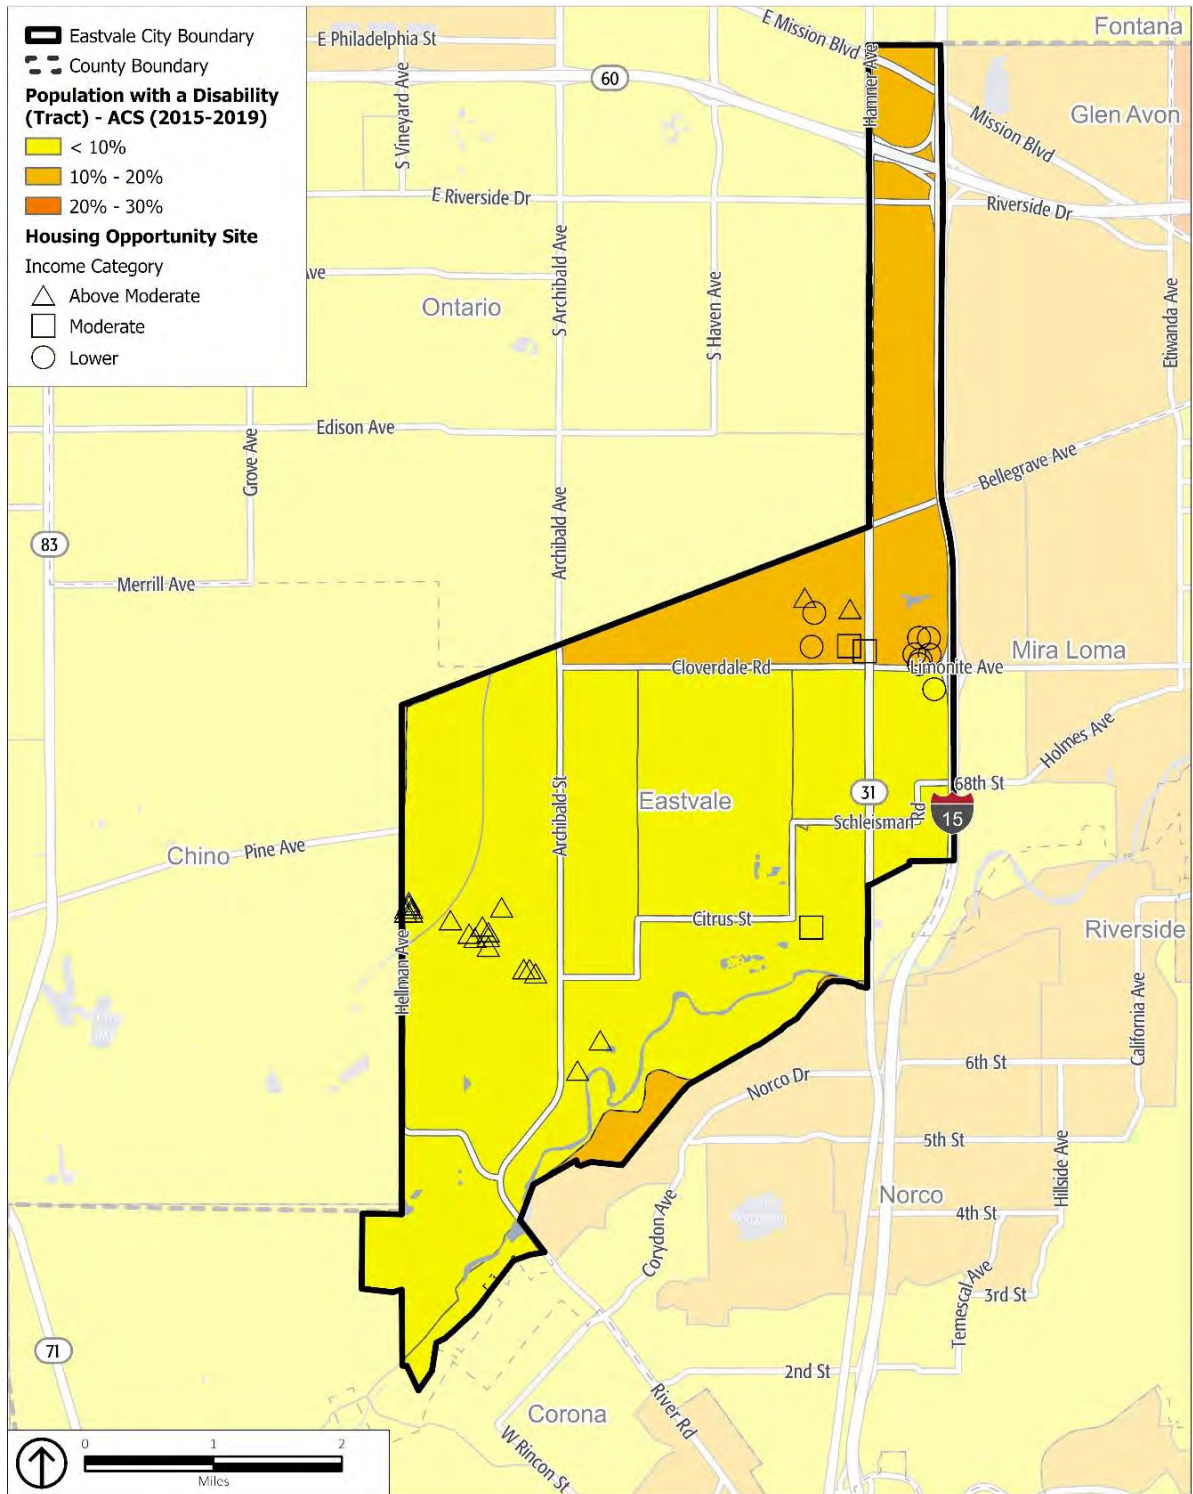 Eastvale City Boundary
County Boundary
Population with a Disability
(Tract) - ACS (2015-2019)
< 10%
10% - 20%
20% - 30%
Housing Opportunity Site
Income Category
Above Moderate
Moderate
Lower
E Philadelphia St
E Mission Blvd
Fontana
60
Hamner Ave
S Vineyard Ave
Glen Avon
Mission Blvd
E Riverside Dr
Riverside Dr
ve
S Archibald Ave
S Haven Ave
Ontario
Etiwanda Ave
Edison Ave
Grove Ave
Bellegrave Ave
83
Archibald Ave
Merrill Ave
Mira Loma
Cloverdale Rd
Limonite Ave
Holmes Ave
68th St
Eastvale
31
Archibald St
Schleisman Rd
15
Chino
Pine Ave
Citrus St
Riverside
Hellman Ave
California Ave
6th St
Norco Dr
5th St
Hillside Ave
Norco
4th St
Corydon Ave
Temescal Ave
3rd St
71
2nd St
River Rd
Corona
W Rincon St
0 1 2
Miles